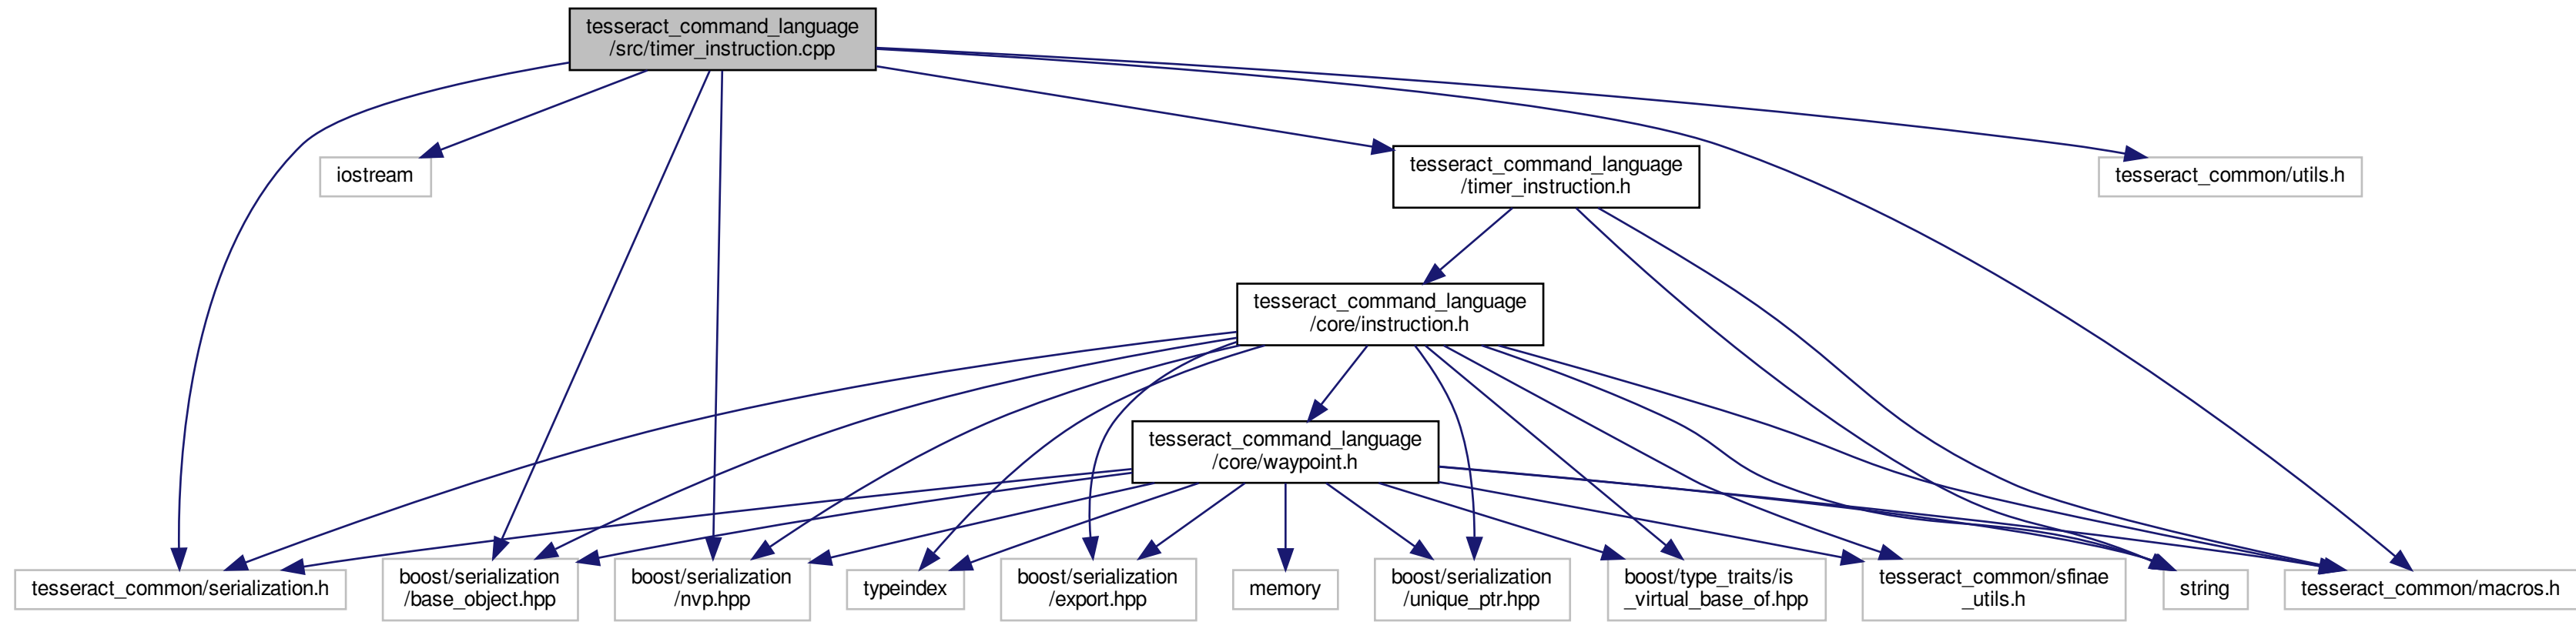 tesseract_command_language
/src/timer_instruction.cpp
iostream
tesseract_command_language
/timer_instruction.h
tesseract_common/utils.h
tesseract_command_language
/core/instruction.h
tesseract_command_language
/core/waypoint.h
tesseract_common/serialization.h
boost/serialization
/base_object.hpp
boost/serialization
/nvp.hpp
typeindex
boost/serialization
/export.hpp
memory
boost/serialization
/unique_ptr.hpp
boost/type_traits/is
_virtual_base_of.hpp
tesseract_common/sfinae
_utils.h
string
tesseract_common/macros.h